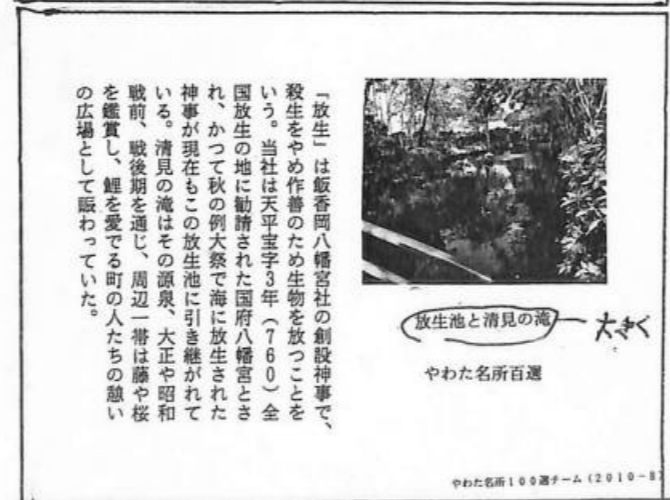 「放生」は飯香岡八幡宮社の創設神事で、
殺生をやめ作善のため生物を放つことを
いう。当社は天平宝字3年（760）全
国放生の地に勧請された国府八幡宮とさ
れ、かつて秋の例大祭で海に放生された
神事が現在もこの放生池に引き継がれて
いる。清見の滝はその源泉、大正や昭和
戦前、戦後期を通じ、周辺一帯は藤や桜
を鑑賞し、鯉を愛でる町の人たちの憩い
の広場として賑わっていた。
放生池と清見の滝
大きく
やわた名所百選
やわた名所100選チーム（2010-8